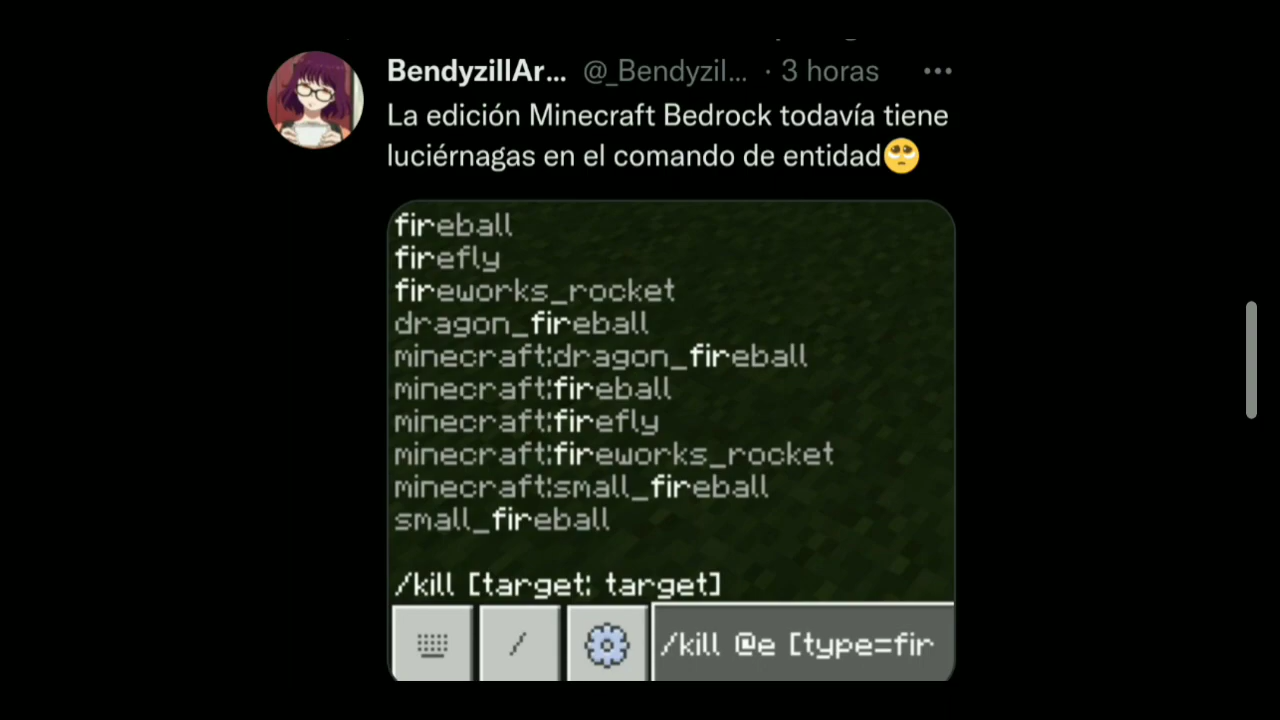 BendyzillAr... @_Bendyzil... · 3 horas
La edición Minecraft Bedrock todavía tiene
luciérnagas en el comando de entidad🥺
fireball
firefly
fireworks_rocket
dragon_fireball
minecraft:dragon_fireball
minecraft:fireball
minecraft:firefly
minecraft:fireworks_rocket
minecraft:small_fireball
small_fireball
/kill [target: target]
/ /kill @e [type=fir